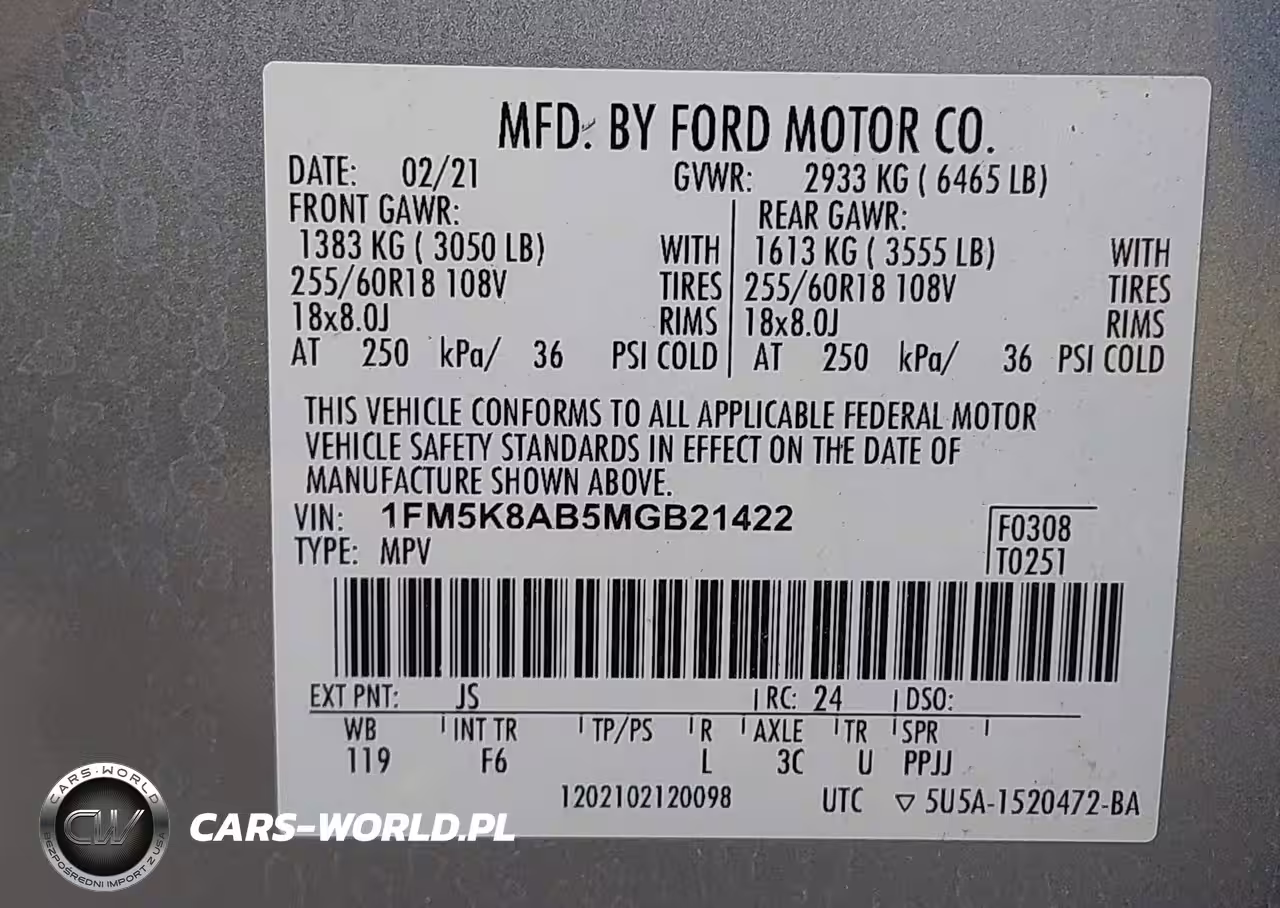 MFD. BY FORD MOTOR CO.
DATE: 02/21 GVWR: 2933 KG ( 6465 LB)
FRONT GAWR: REAR GAWR:
1383 KG ( 3050 LB) WITH 1613 KG ( 3555 LB) WITH
255/60R18 108V TIRES 255/60R18 108V TIRES
18x8.0J RIMS 18x8.0J RIMS
AT 250 kPa/ 36 PSI COLD AT 250 kPa/ 36 PSI COLD
THIS VEHICLE CONFORMS TO ALL APPLICABLE FEDERAL MOTOR
VEHICLE SAFETY STANDARDS IN EFFECT ON THE DATE OF
MANUFACTURE SHOWN ABOVE.
VIN: 1FM5K8AB5MGB21422 F0308
TYPE: MPV T0251
EXT PNT: JS RC: 24 DSO:
WB INT TR TP/PS R AXLE TR SPR
119 F6 L 3C U PPJJ
1202102120098 UTC ▽ 5U5A-1520472-BA
CARS-WORLD
CW
BEZPOŚREDNI IMPORT Z USA
CARS-WORLD.PL